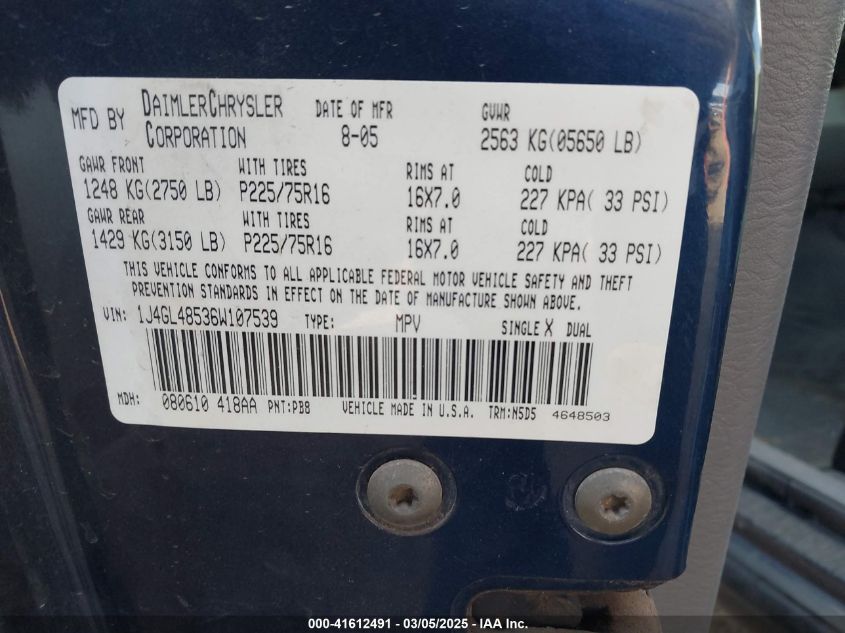 MFD BY DAIMLERCHRYSLER CORPORATION DATE OF MFR 8-05 GVWR 2563 KG(05650 LB)
GAWR FRONT WITH TIRES RIMS AT COLD
1248 KG(2750 LB) P225/75R16 16X7.0 227 KPA( 33 PSI)
GAWR REAR WITH TIRES RIMS AT COLD
1429 KG(3150 LB) P225/75R16 16X7.0 227 KPA( 33 PSI)
THIS VEHICLE CONFORMS TO ALL APPLICABLE FEDERAL MOTOR VEHICLE SAFETY AND THEFT
PREVENTION STANDARDS IN EFFECT ON THE DATE OF MANUFACTURE SHOWN ABOVE.
VIN: 1J4GL48536W107539 TYPE: MPV SINGLE X DUAL
MDH: 080610 418AA PNT:PB8 VEHICLE MADE IN U.S.A. TRM:N5D5 4648503
000-41612491 - 03/05/2025 - IAA Inc.